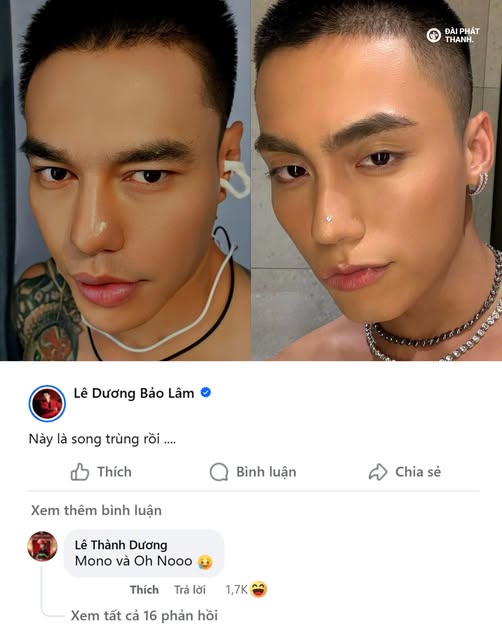 ĐÀI PHÁT
THANH.
Lê Dương Bảo Lâm
Này là song trùng rồi ....
Thích
Bình luận
Chia sẻ
Xem thêm bình luận
Lê Thành Dương
Mono và Oh Nooo 😥
Thích Trả lời 1,7K😆
Xem tất cả 16 phản hồi